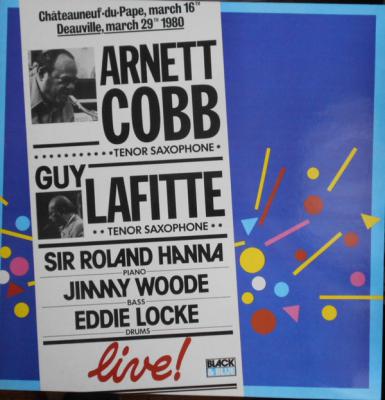 Châteauneuf-du-Pape, march 16TH
Deauville, march 29TH 1980
ARNETT
COBB
TENOR SAXOPHONE
GUY
LAFITTE
TENOR SAXOPHONE
SIR ROLAND HANNA
PIANO
JIMMY WOODE
BASS
EDDIE LOCKE
DRUMS
live!
BLACK
& BLUE